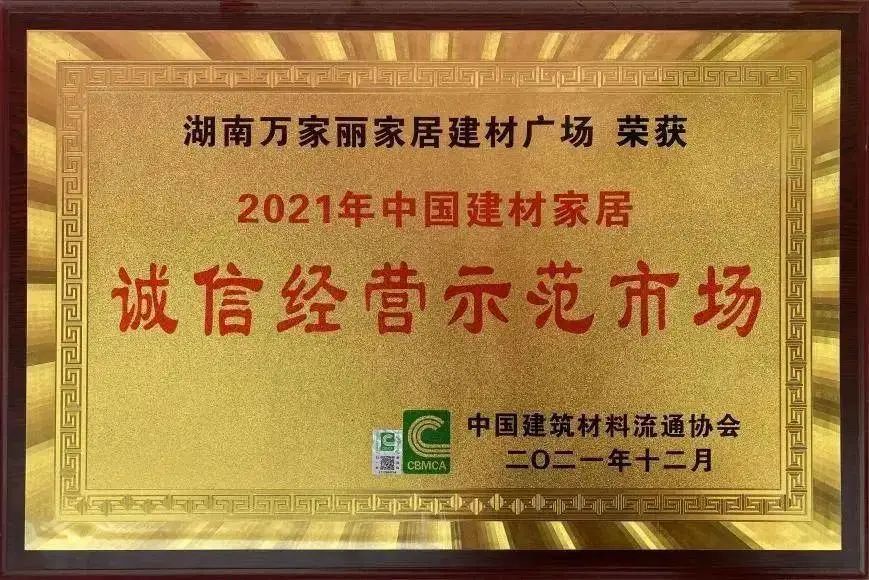 湖南万家丽家居建材广场 荣获
2021年中国建材家居
诚信经营示范市场
中国建筑材料流通协会
CBMCA
二〇二一年十二月